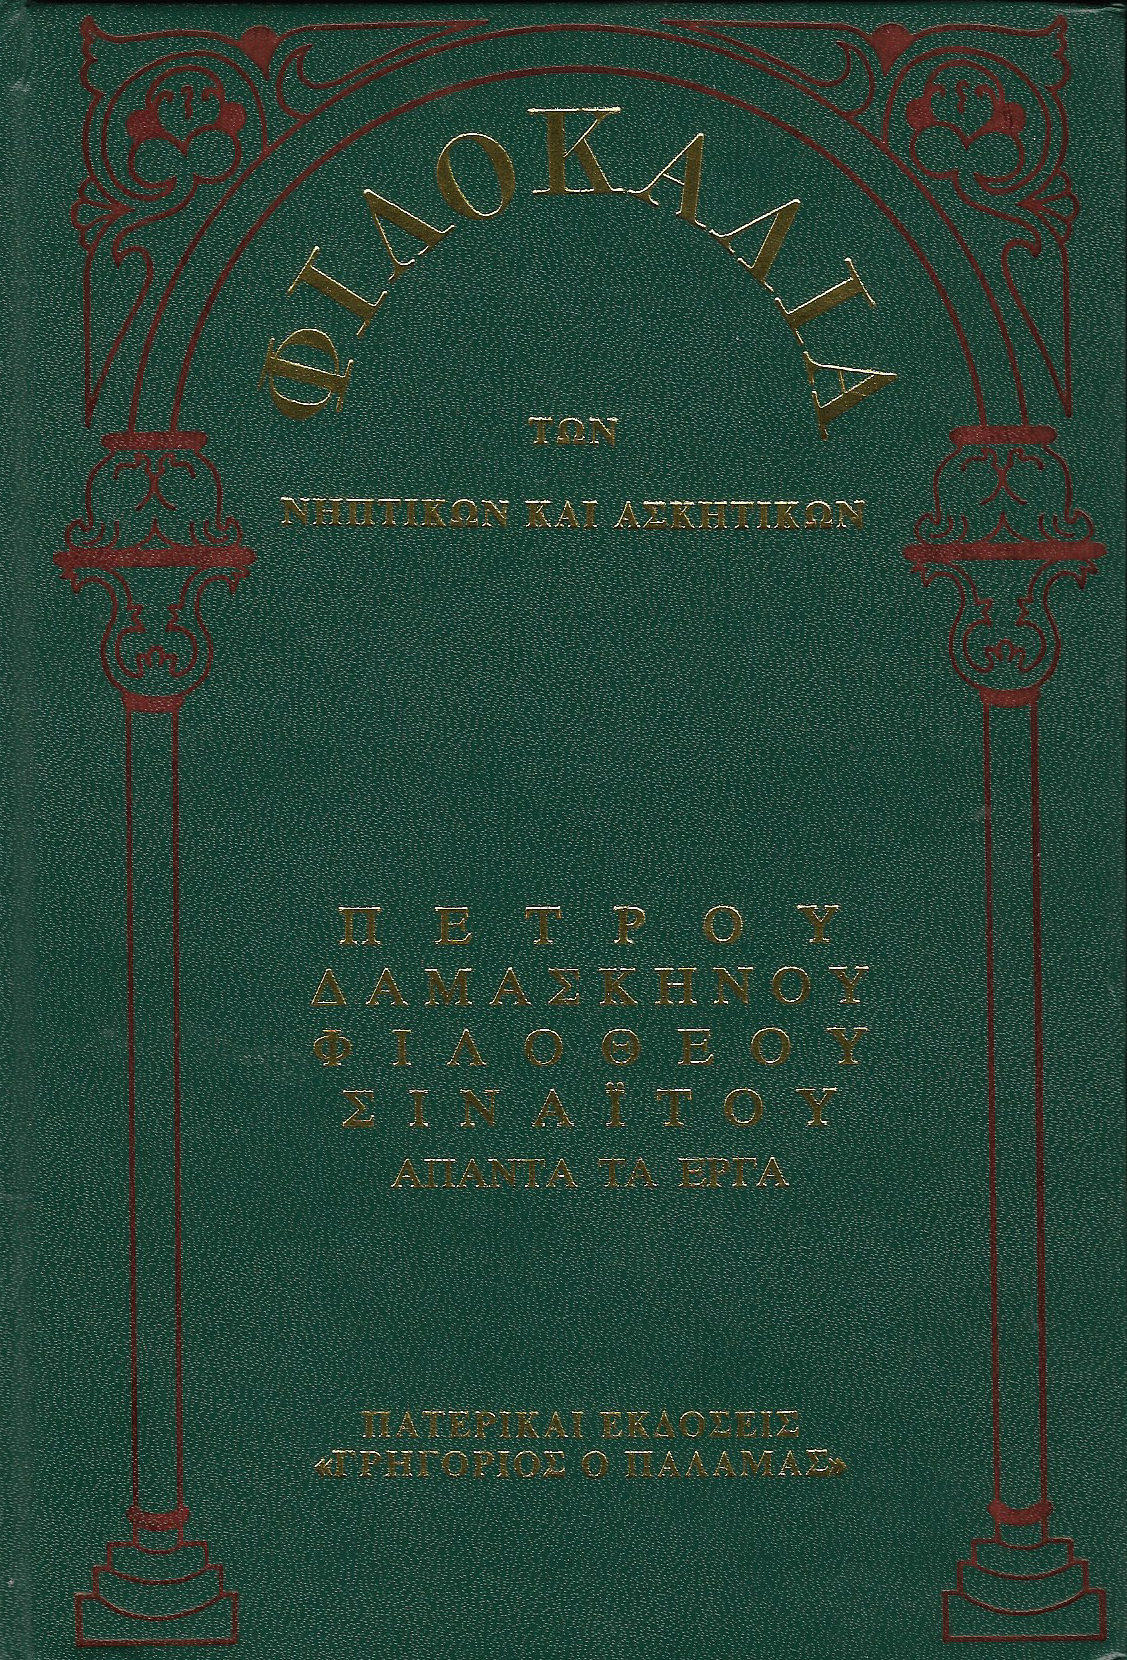 ΦΙΛΟΚΑΛΙΑ
ΤΩΝ
ΝΗΠΤΙΚΩΝ ΚΑΙ ΑΣΚΗΤΙΚΩΝ
ΠΕΤΡΟΥ
ΔΑΜΑΣΚΗΝΟΥ
ΦΙΛΟΘΕΟΥ
ΣΙΝΑΪΤΟΥ
ΑΠΑΝΤΑ ΤΑ ΕΡΓΑ
ΠΑΤΕΡΙΚΑΙ ΕΚΔΟΣΕΙΣ
«ΓΡΗΓΟΡΙΟΣ Ο ΠΑΛΑΜΑΣ»